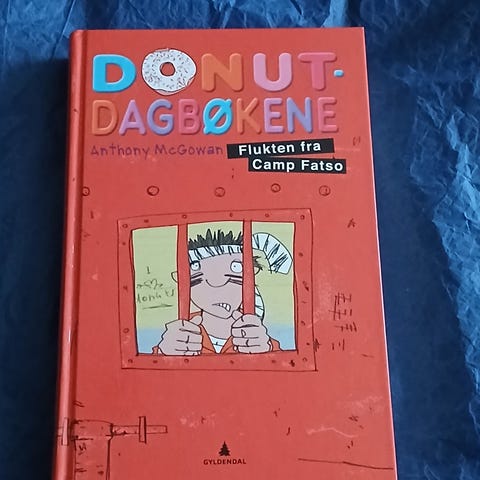 DONUT-
DAGBØKENE
Anthony McGowan
Flukten fra
Camp Fatso
GYLDENDAL